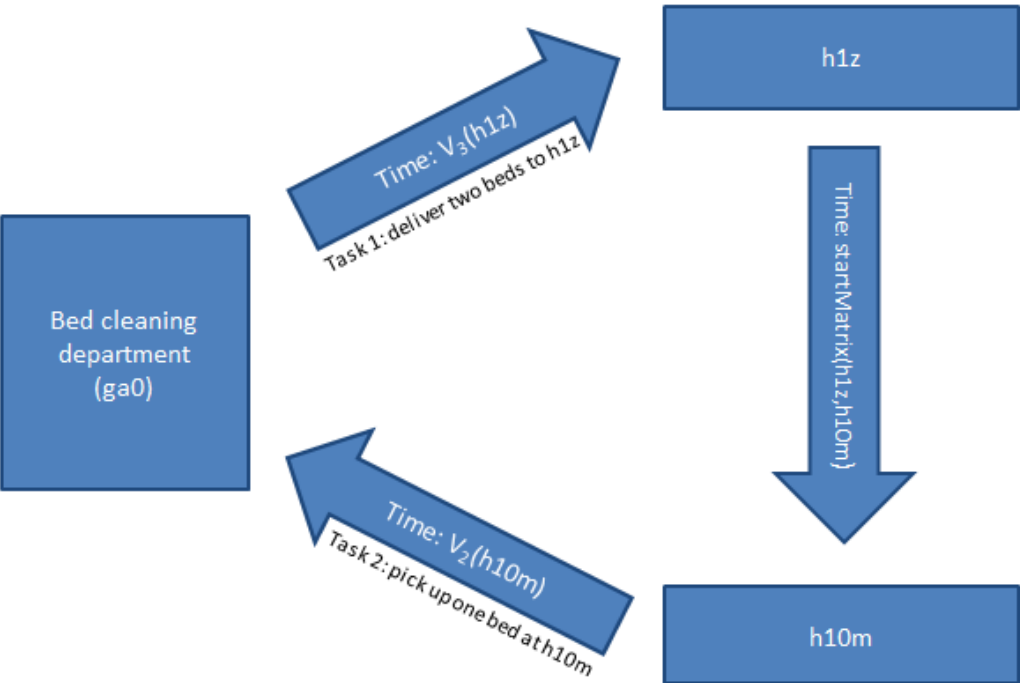 h1z
Time: V₃(h1z)
Task 1: deliver two beds to h1z
Time: startMatrix(h1z,h10m}
Bed cleaning
department
(ga0)
Time: V₂(h10m)
Task 2: pick up one bed at h10m
h10m